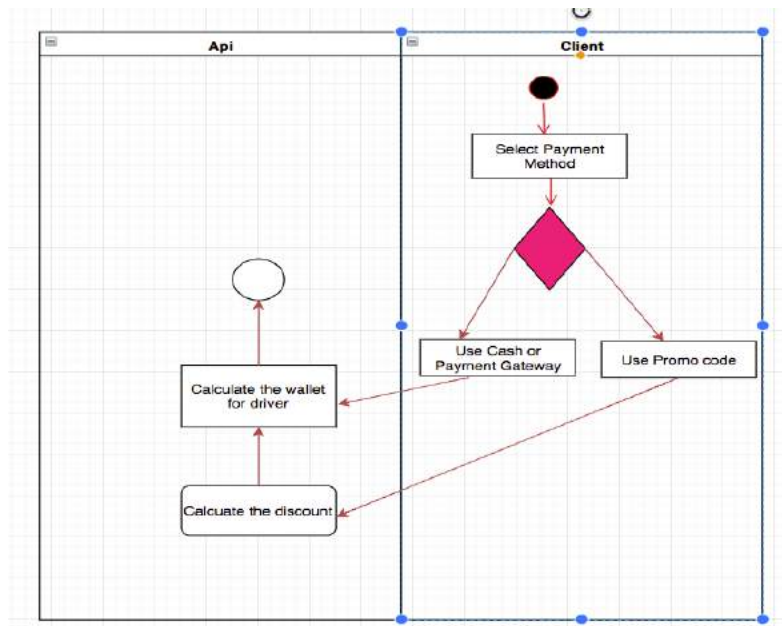 Api
Client
Select Payment
Method
Use Cash or
Payment Gateway
Use Promo code
Calculate the wallet
for driver
Calcuate the discount